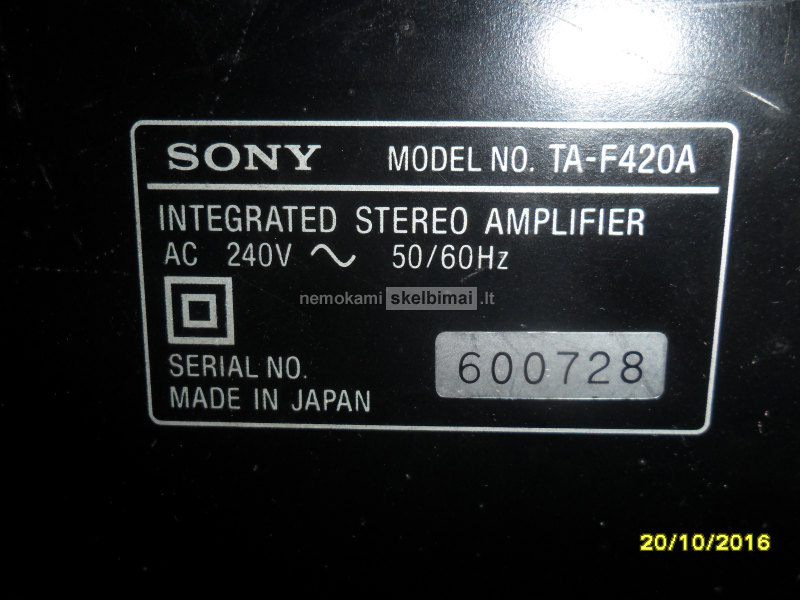 SONY MODEL NO. TA-F420A
INTEGRATED STEREO AMPLIFIER
AC 240V ~ 50/60Hz
nemokami skelbimai.lt
SERIAL NO. 600728
MADE IN JAPAN
20/10/2016